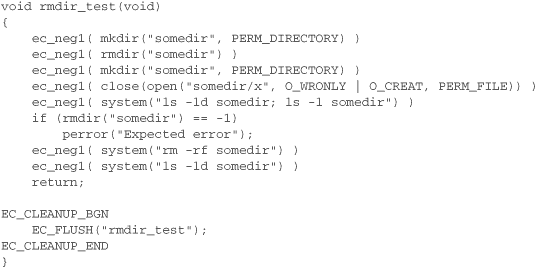 void rmdir_test(void)
{
    ec_neg1( mkdir("somedir", PERM_DIRECTORY) )
    ec_neg1( rmdir("somedir") )
    ec_neg1( mkdir("somedir", PERM_DIRECTORY) )
    ec_neg1( close(open("somedir/x", O_WRONLY | O_CREAT, PERM_FILE)) )
    ec_neg1( system("ls -ld somedir; ls -l somedir") )
    if (rmdir("somedir") == -1)
        perror("Expected error");
    ec_neg1( system("rm -rf somedir") )
    ec_neg1( system("ls -ld somedir") )
    return;

EC_CLEANUP_BGN
    EC_FLUSH("rmdir_test");
EC_CLEANUP_END
}